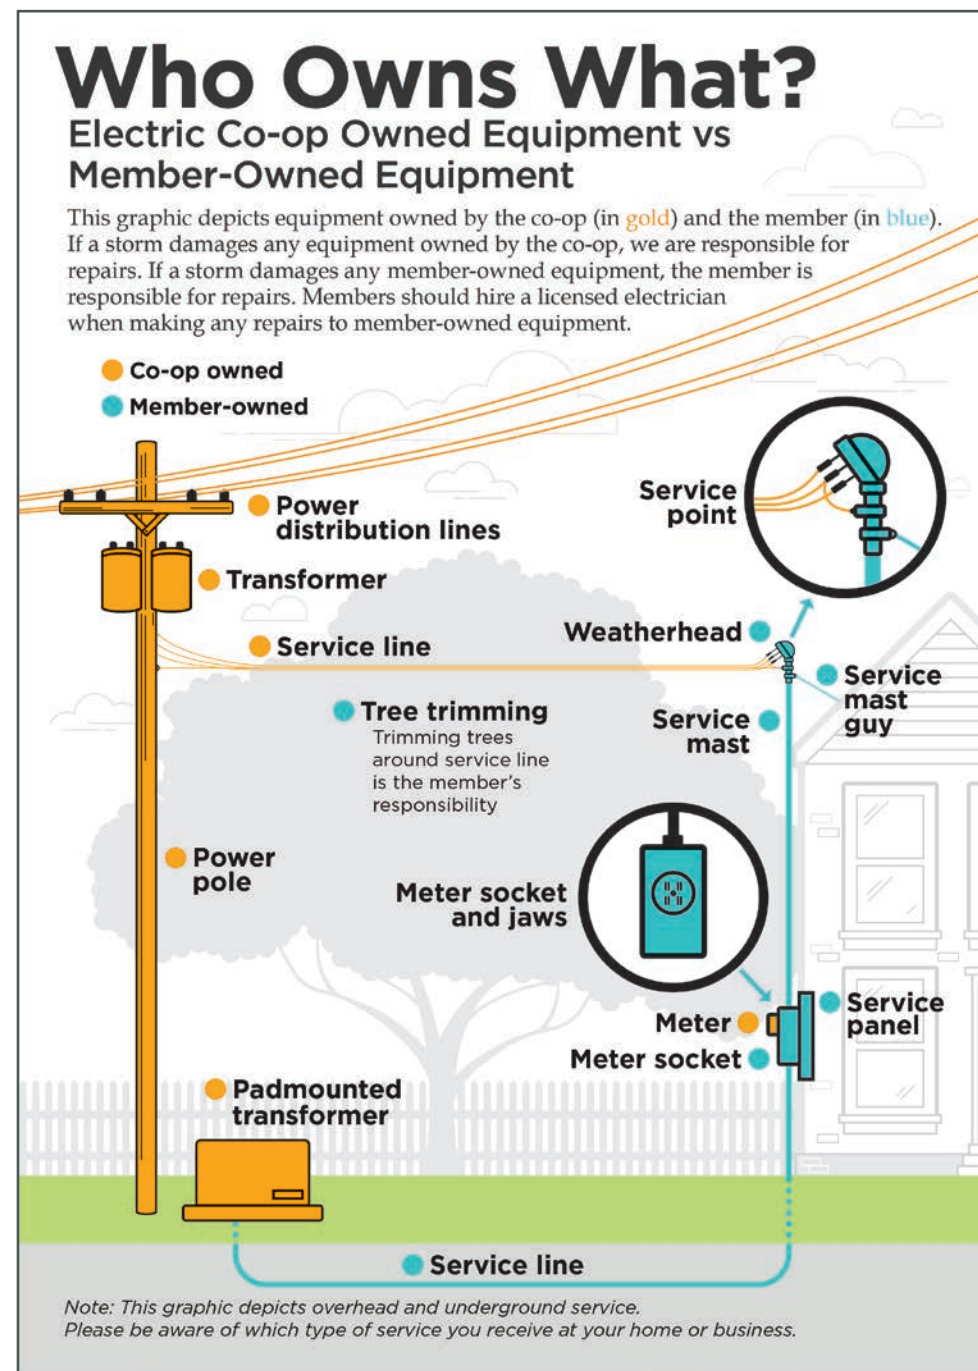 Who Owns What?
Electric Co-op Owned Equipment vs
Member-Owned Equipment
This graphic depicts equipment owned by the co-op (in gold) and the member (in blue).
If a storm damages any equipment owned by the co-op, we are responsible for
repairs. If a storm damages any member-owned equipment, the member is
responsible for repairs. Members should hire a licensed electrician
when making any repairs to member-owned equipment.
Co-op owned
Member-owned
Service
point
Power
distribution lines
Transformer
Weatherhead
Service line
Service
mast
guy
Tree trimming
Trimming trees
around service line
is the member's
responsibility
Service
mast
Power
pole
Meter socket
and jaws
Service
panel
Meter
Meter socket
Padmounted
transformer
Service line
Note: This graphic depicts overhead and underground service.
Please be aware of which type of service you receive at your home or business.